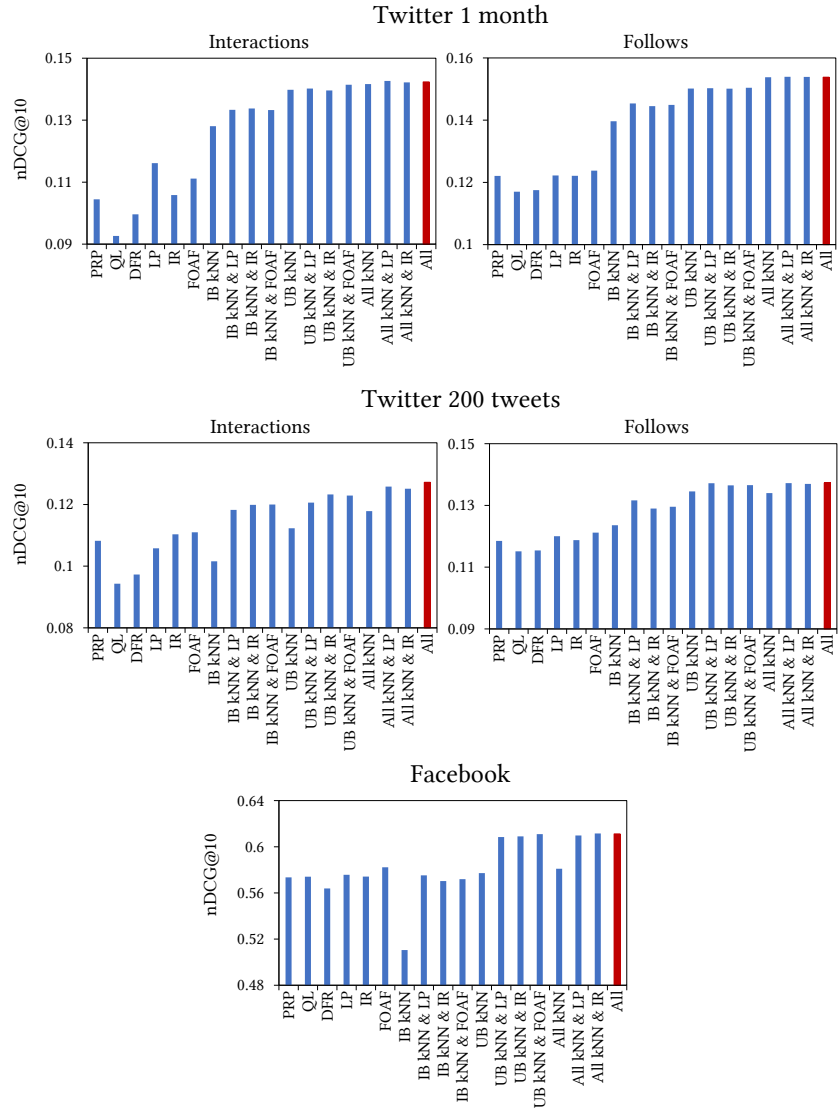 Twitter 1 month
Interactions
nDCG@10
0.15
0.13
0.11
0.09
PRP
QL
DFR
LP
IR
FOAF
IB kNN
IB kNN & LP
IB kNN & IR
IB kNN & FOAF
UB kNN
UB kNN & LP
UB kNN & IR
UB kNN & FOAF
All kNN
All kNN & LP
All kNN & IR
All
Follows
0.16
0.14
0.12
0.1
PRP
QL
DFR
LP
IR
FOAF
IB kNN
IB kNN & LP
IB kNN & IR
IB kNN & FOAF
UB kNN
UB kNN & LP
UB kNN & IR
UB kNN & FOAF
All kNN
All kNN & LP
All kNN & IR
All
Twitter 200 tweets
Interactions
nDCG@10
0.14
0.12
0.1
0.08
PRP
QL
DFR
LP
IR
FOAF
IB kNN
IB kNN & LP
IB kNN & IR
IB kNN & FOAF
UB kNN
UB kNN & LP
UB kNN & IR
UB kNN & FOAF
All kNN
All kNN & LP
All kNN & IR
All
Follows
0.15
0.13
0.11
0.09
PRP
QL
DFR
LP
IR
FOAF
IB kNN
IB kNN & LP
IB kNN & IR
IB kNN & FOAF
UB kNN
UB kNN & LP
UB kNN & IR
UB kNN & FOAF
All kNN
All kNN & LP
All kNN & IR
All
Facebook
nDCG@10
0.64
0.6
0.56
0.52
0.48
PRP
QL
DFR
LP
IR
FOAF
IB kNN
IB kNN & LP
IB kNN & IR
IB kNN & FOAF
UB kNN
UB kNN & LP
UB kNN & IR
UB kNN & FOAF
All kNN
All kNN & LP
All kNN & IR
All